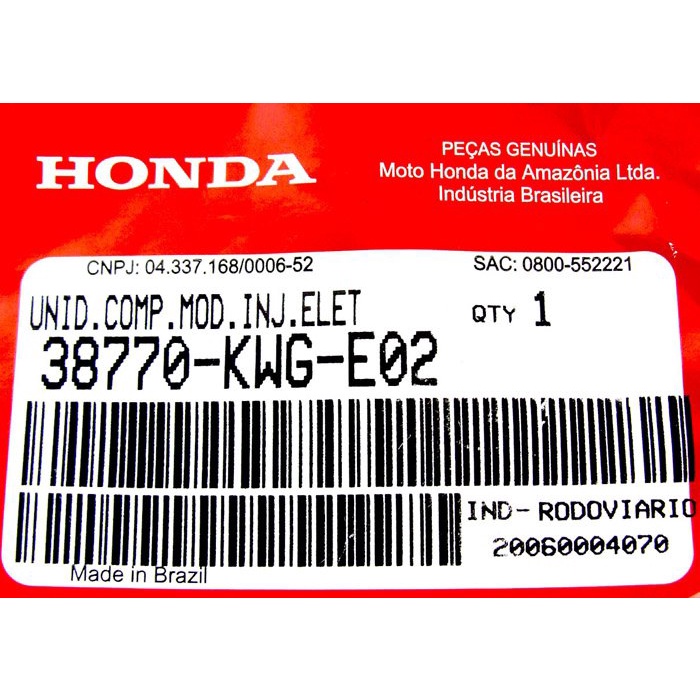 HONDA
PEÇAS GENUÍNAS
Moto Honda da Amazônia Ltda.
Indústria Brasileira
CNPJ: 04.337.168/0006-52
SAC: 0800-552221
UNID.COMP.MOD.INJ.ELET
QTY 1
38770-KWG-E02
IND-RODOVIARIO
20060004070
Made in Brazil